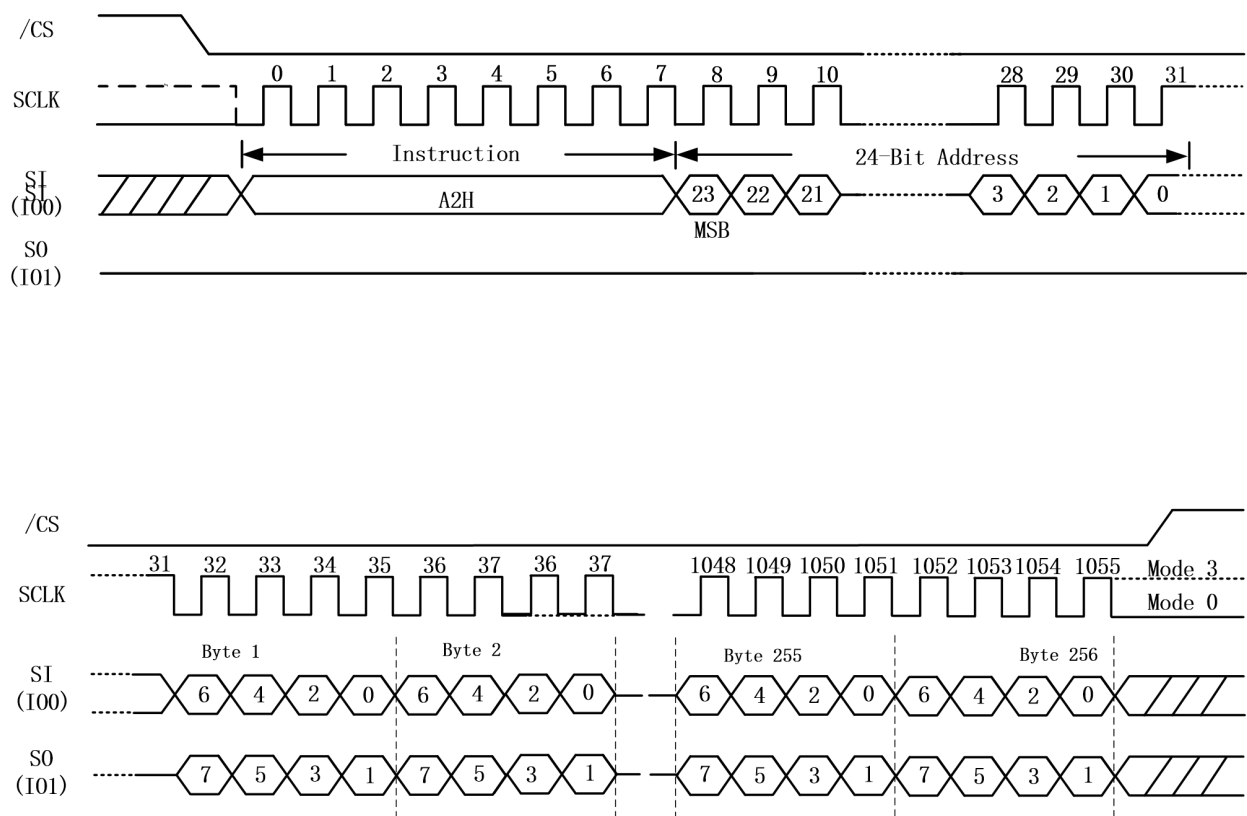 /CS
0 1 2 3 4 5 6 7 8 9 10 28 29 30 31
SCLK
Instruction 24-Bit Address
SI
SI
(IO0)
A2H 23 22 21 3 2 1 0
MSB
SO
(IO1)
/CS
31 32 33 34 35 36 37 36 37 1048 1049 1050 1051 1052 1053 1054 1055 Mode 3
SCLK
Mode 0
Byte 1 Byte 2 Byte 255 Byte 256
SI
(IO0)
6 4 2 0 6 4 2 0 6 4 2 0 6 4 2 0
SO
(IO1)
7 5 3 1 7 5 3 1 7 5 3 1 7 5 3 1